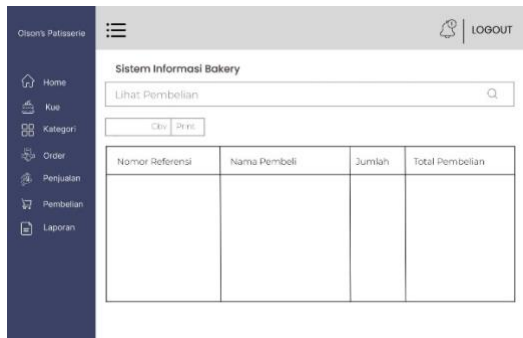 Olson's Patisserie
LOGOUT
Home
Kue
Kategori
Order
Penjualan
Pembelian
Laporan
Sistem Informasi Bakery
Lihat Pembelian
Csv Print
Nomor Referensi Nama Pembeli Jumlah Total Pembelian